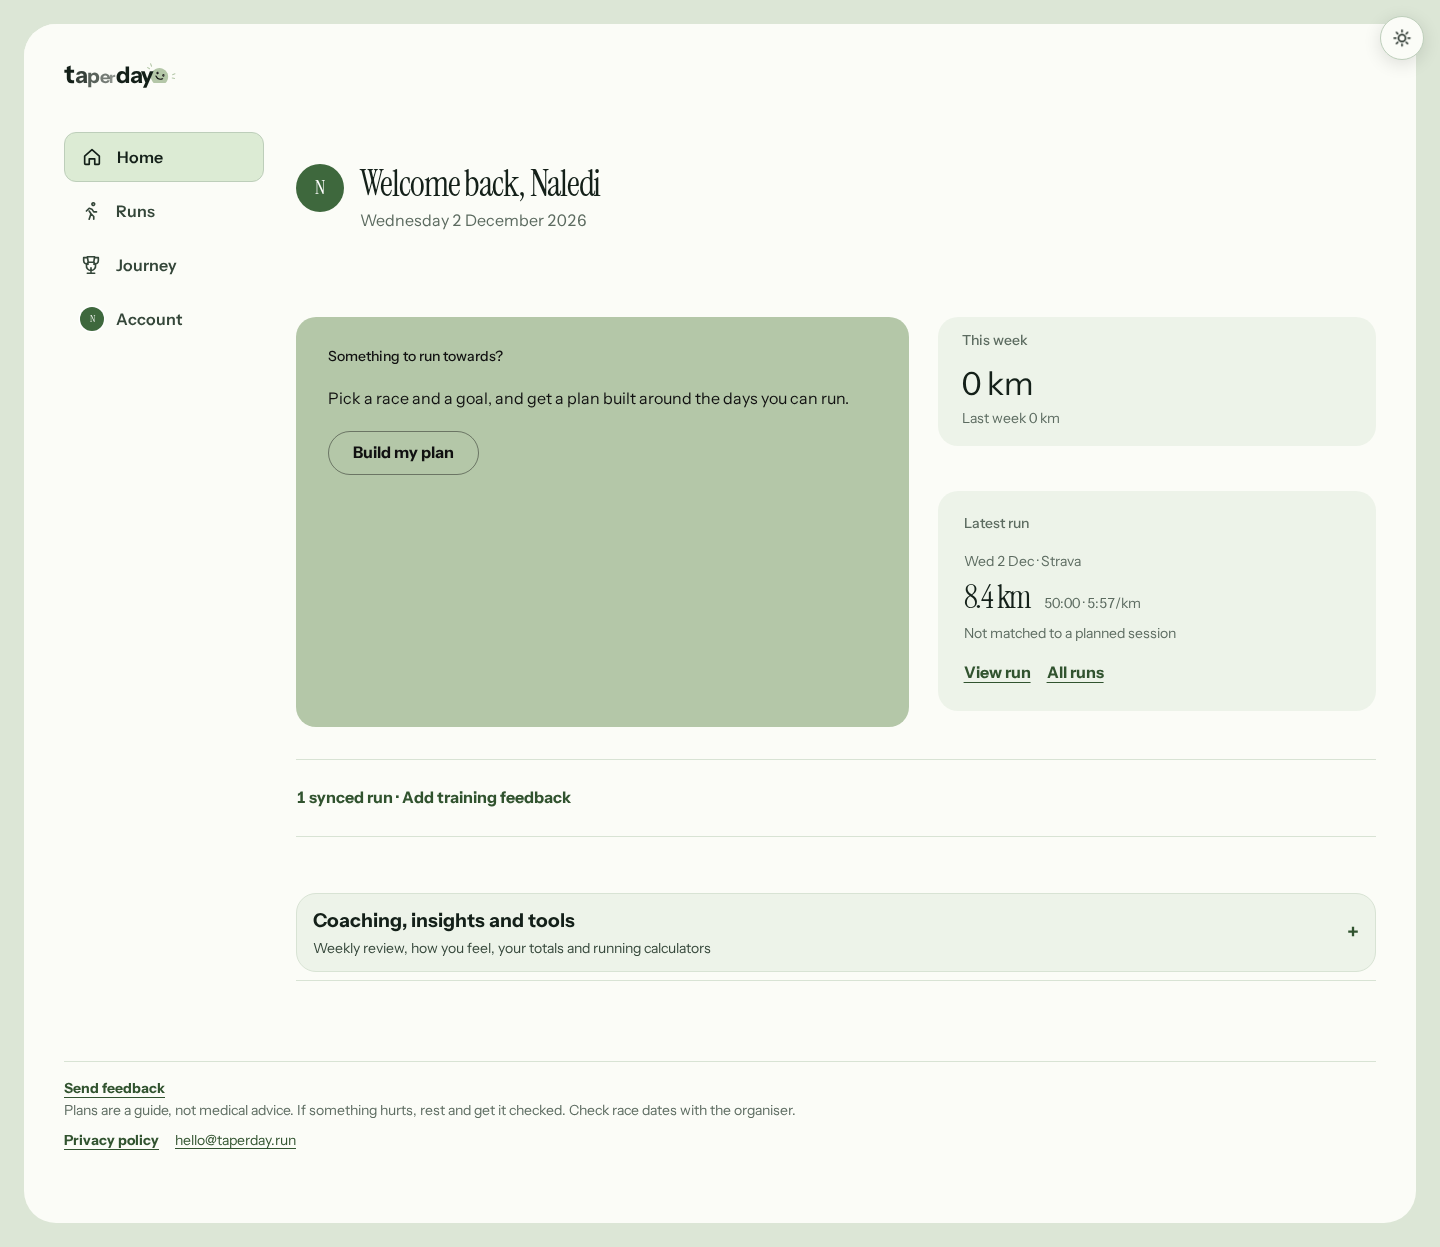 taperday
Home
Runs
Journey
N Account
N
Welcome back, Naledi
Wednesday 2 December 2026
Something to run towards?
Pick a race and a goal, and get a plan built around the days you can run.
Build my plan
This week
0 km
Last week 0 km
Latest run
Wed 2 Dec · Strava
8.4 km 50:00 · 5:57/km
Not matched to a planned session
View run All runs
1 synced run · Add training feedback
Coaching, insights and tools
Weekly review, how you feel, your totals and running calculators
+
Send feedback
Plans are a guide, not medical advice. If something hurts, rest and get it checked. Check race dates with the organiser.
Privacy policy hello@taperday.run